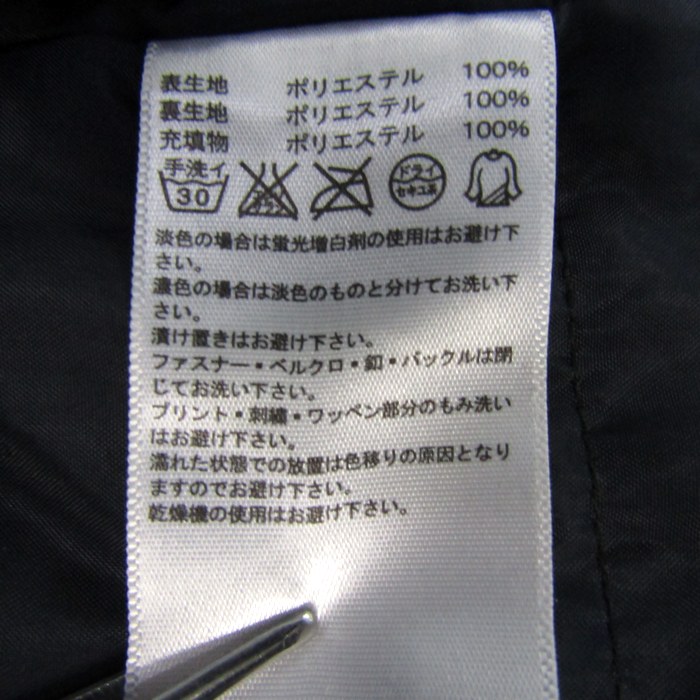 表生地 ポリエステル 100%
裏生地 ポリエステル 100%
充填物 ポリエステル 100%
手洗イ 30 ドライ セキユ系
淡色の場合は蛍光増白剤の使用はお避け下
さい。
濃色の場合は淡色のものと分けてお洗い下
さい。
漬け置きはお避け下さい。
ファスナー・ベルクロ・釦・バックルは閉
じてお洗い下さい。
プリント・刺繍・ワッペン部分のもみ洗い
はお避け下さい。
濡れた状態での放置は色移りの原因となり
ますのでお避け下さい。
乾燥機の使用はお避け下さい。